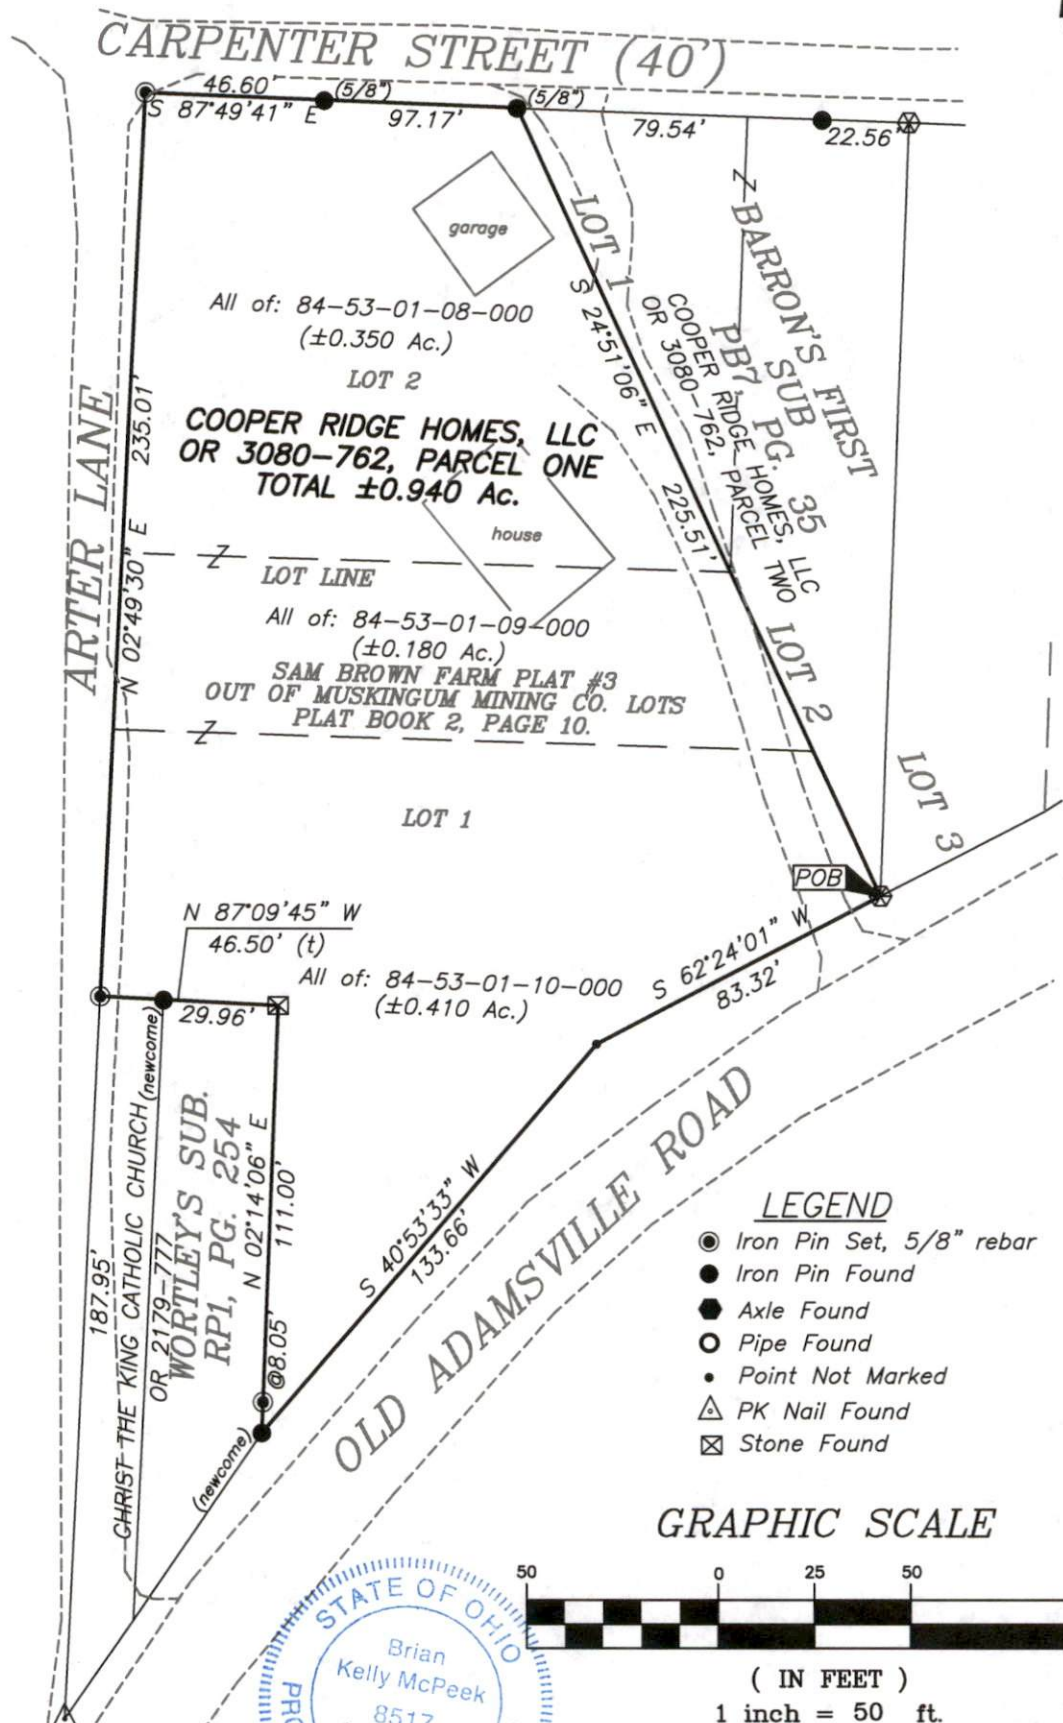 CARPENTER STREET (40')
46.60'
(5/8")
(5/8")
S 87°49'41" E
97.17'
79.54'
22.56'
garage
LOT 1
BARRON'S FIRST
SUB
PB7, PG. 35
COOPER RIDGE HOMES, LLC
OR 3080-762, PARCEL TWO
S 24°51'06" E 225.51'
All of: 84-53-01-08-000
(±0.350 Ac.)
LOT 2
ARTER LANE
N 02°49'30" E 235.01'
COOPER RIDGE HOMES, LLC
OR 3080-762, PARCEL ONE
TOTAL ±0.940 Ac.
house
LOT LINE
All of: 84-53-01-09-000
(±0.180 Ac.)
SAM BROWN FARM PLAT #3
OUT OF MUSKINGUM MINING CO. LOTS
PLAT BOOK 2, PAGE 10.
LOT 2
LOT 1
LOT 3
POB
N 87°09'45" W
46.50' (t)
All of: 84-53-01-10-000
(±0.410 Ac.)
29.96'
S 62°24'01" W
83.32'
(newcome)
187.95'
CHRIST THE KING CATHOLIC CHURCH
OR 2179-777
WORTLEY'S SUB.
RP1, PG. 254
N 02°14'06" E
111.00'
@8.05'
S 40°53'33" W
133.66'
(newcome)
OLD ADAMSVILLE ROAD
LEGEND
Iron Pin Set, 5/8" rebar
Iron Pin Found
Axle Found
Pipe Found
Point Not Marked
PK Nail Found
Stone Found
GRAPHIC SCALE
50 0 25 50
( IN FEET )
1 inch = 50 ft.
STATE OF OHIO
Brian
Kelly McPeek
8517